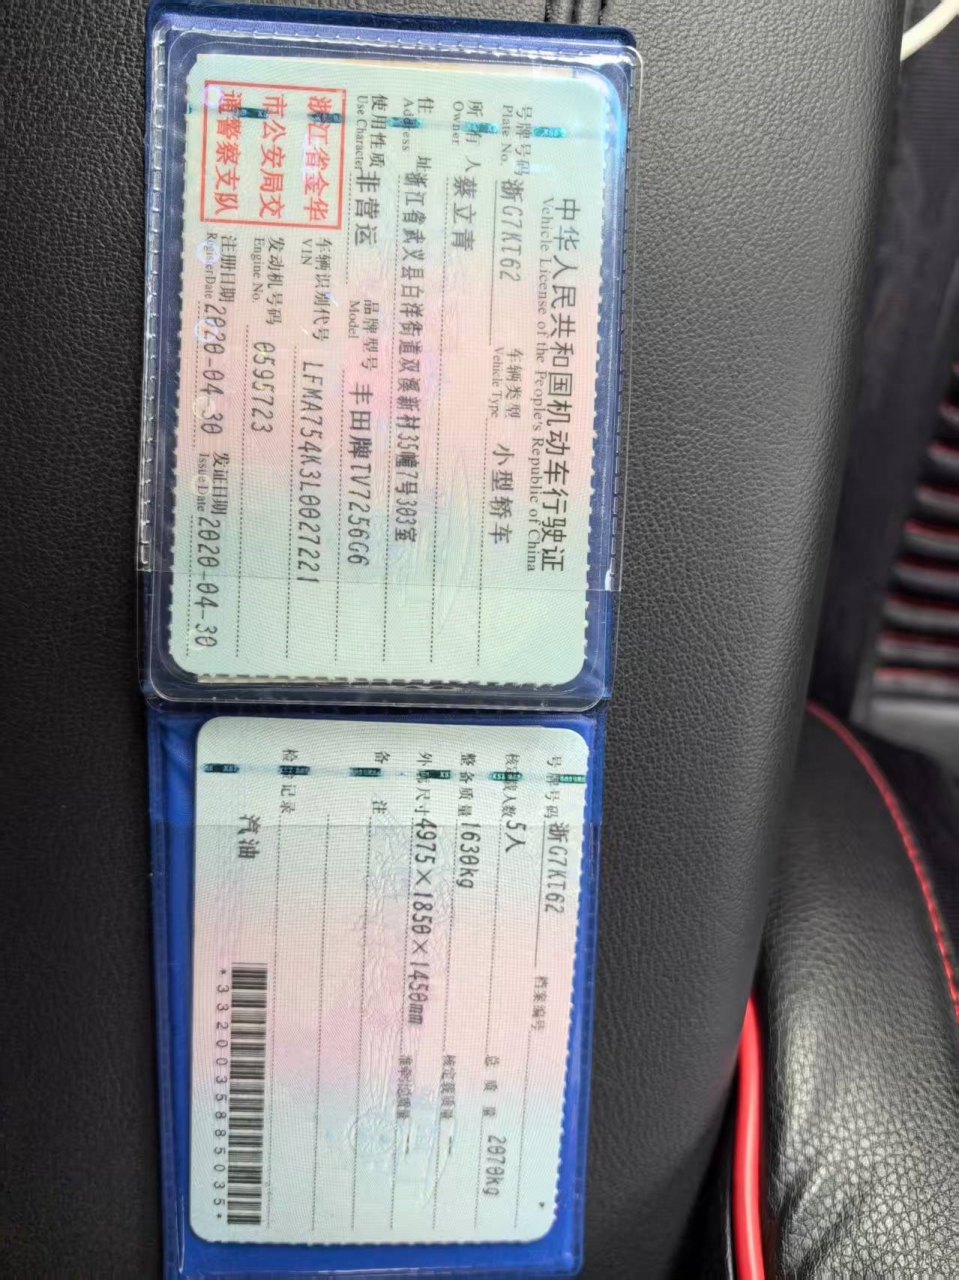 中华人民共和国机动车行驶证
Vehicle License of the People's Republic of China
号牌号码 浙G7KT62 车辆类型 小型轿车
Plate No. Vehicle Type
所有人 蔡立青
Owner
住址 浙江省武义县白洋街道双溪新村35幢7号303室
Address
使用性质 非营运 品牌型号 丰田牌TV7256G6
Use Character Model
浙江省金华
市公安局交
通警察支队
车辆识别代号 LFMA754K3L0027221
VIN
发动机号码 0595723
Engine No.
注册日期 2020-04-30 发证日期 2020-04-30
Register Date Issue Date
号牌号码 浙G7KT62 档案编号
核定载人数 5人 总质量 2070kg
整备质量 1630kg 核定载质量 --
外廓尺寸 4975×1850×1450mm 准牵引总质量 --
备注
检验记录
汽油
*3320035885035*